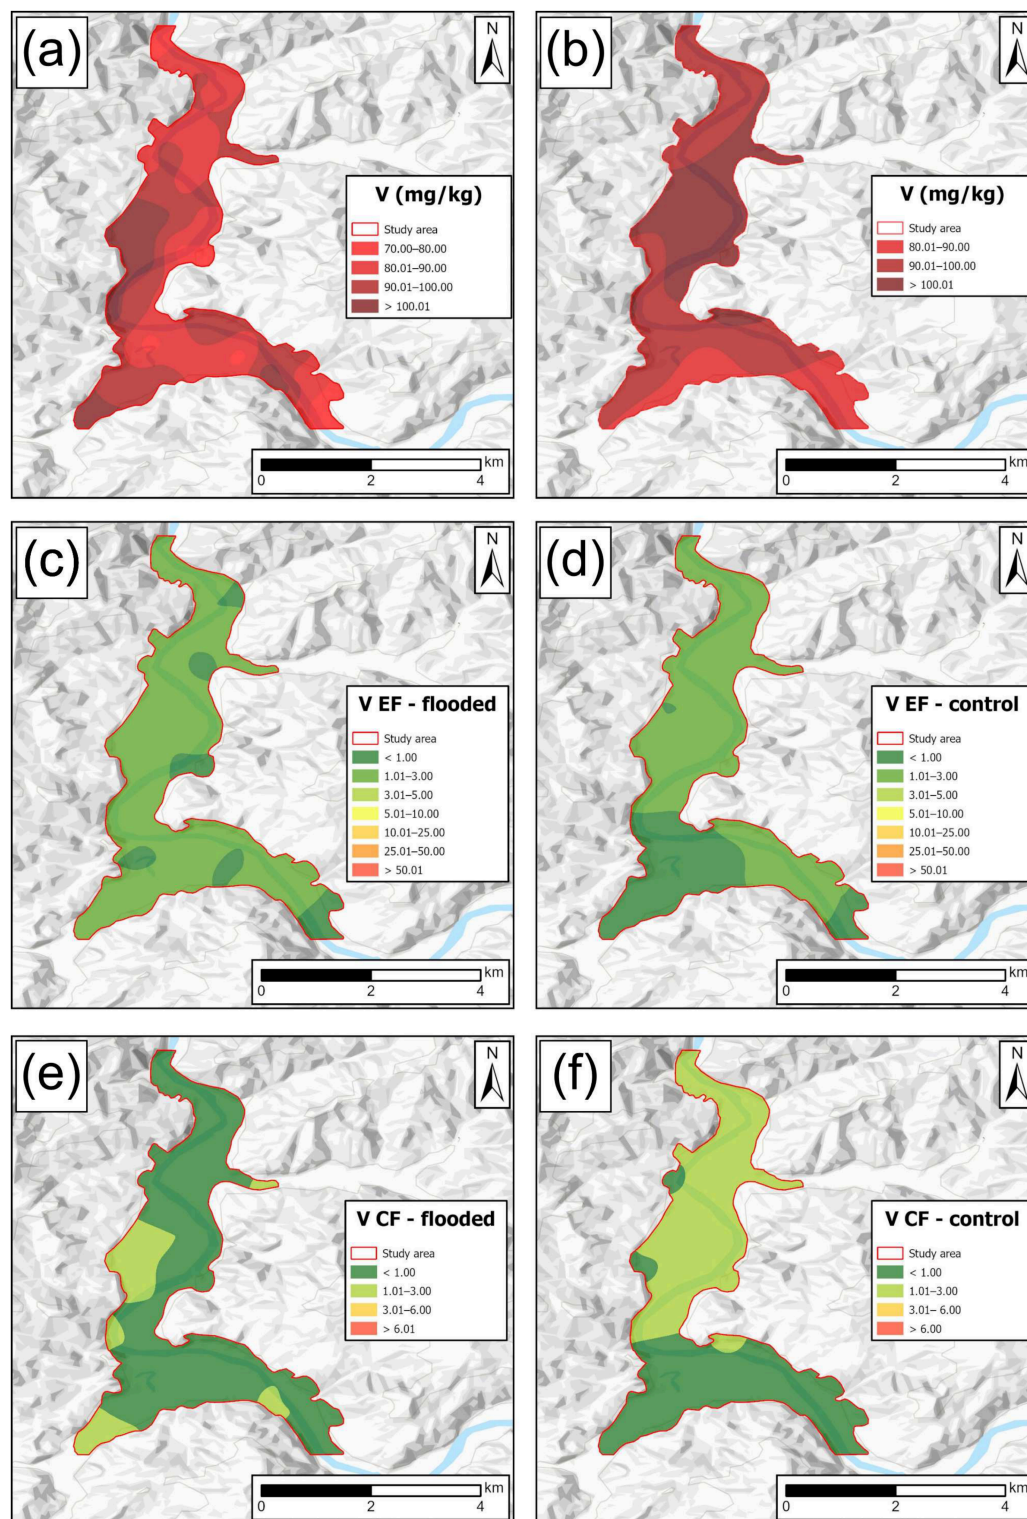 (a)
N
V (mg/kg)
Study area
70.00–80.00
80.01–90.00
90.01–100.00
> 100.01
km
0 2 4
(b)
N
V (mg/kg)
Study area
80.01–90.00
90.01–100.00
> 100.01
km
0 2 4
(c)
N
V EF - flooded
Study area
< 1.00
1.01–3.00
3.01–5.00
5.01–10.00
10.01–25.00
25.01–50.00
> 50.01
km
0 2 4
(d)
N
V EF - control
Study area
< 1.00
1.01–3.00
3.01–5.00
5.01–10.00
10.01–25.00
25.01–50.00
> 50.01
km
0 2 4
(e)
N
V CF - flooded
Study area
< 1.00
1.01–3.00
3.01–6.00
> 6.01
km
0 2 4
(f)
N
V CF - control
Study area
< 1.00
1.01–3.00
3.01– 6.00
> 6.00
km
0 2 4